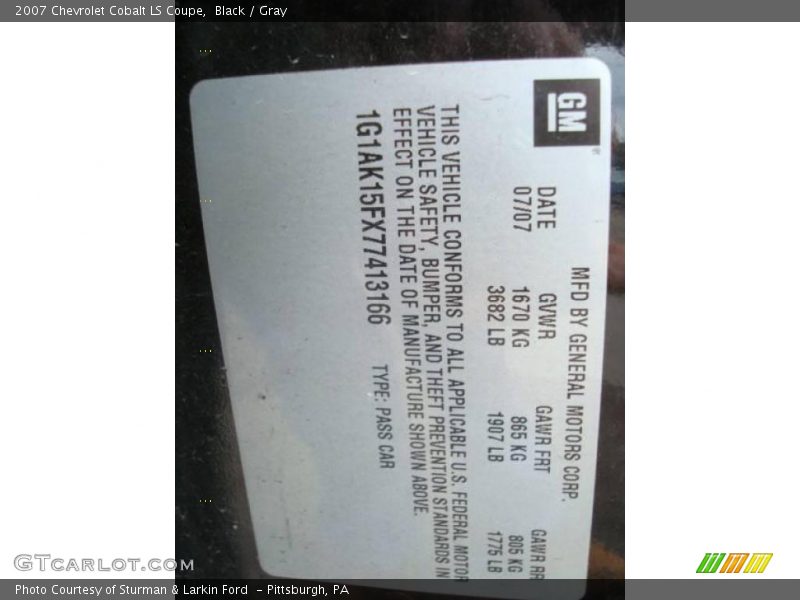 2007 Chevrolet Cobalt LS Coupe,  Black / Gray
GM
MFD BY GENERAL MOTORS CORP.
DATE GVWR GAWR FRT GAWR RR
07/07 1670 KG 865 KG 805 KG
3682 LB 1907 LB 1775 LB
THIS VEHICLE CONFORMS TO ALL APPLICABLE U.S. FEDERAL MOTOR
VEHICLE SAFETY, BUMPER, AND THEFT PREVENTION STANDARDS IN
EFFECT ON THE DATE OF MANUFACTURE SHOWN ABOVE.
1G1AK15FX77413166 TYPE: PASS CAR
GTCARLOT.COM
Photo Courtesy of Sturman & Larkin Ford  - Pittsburgh, PA